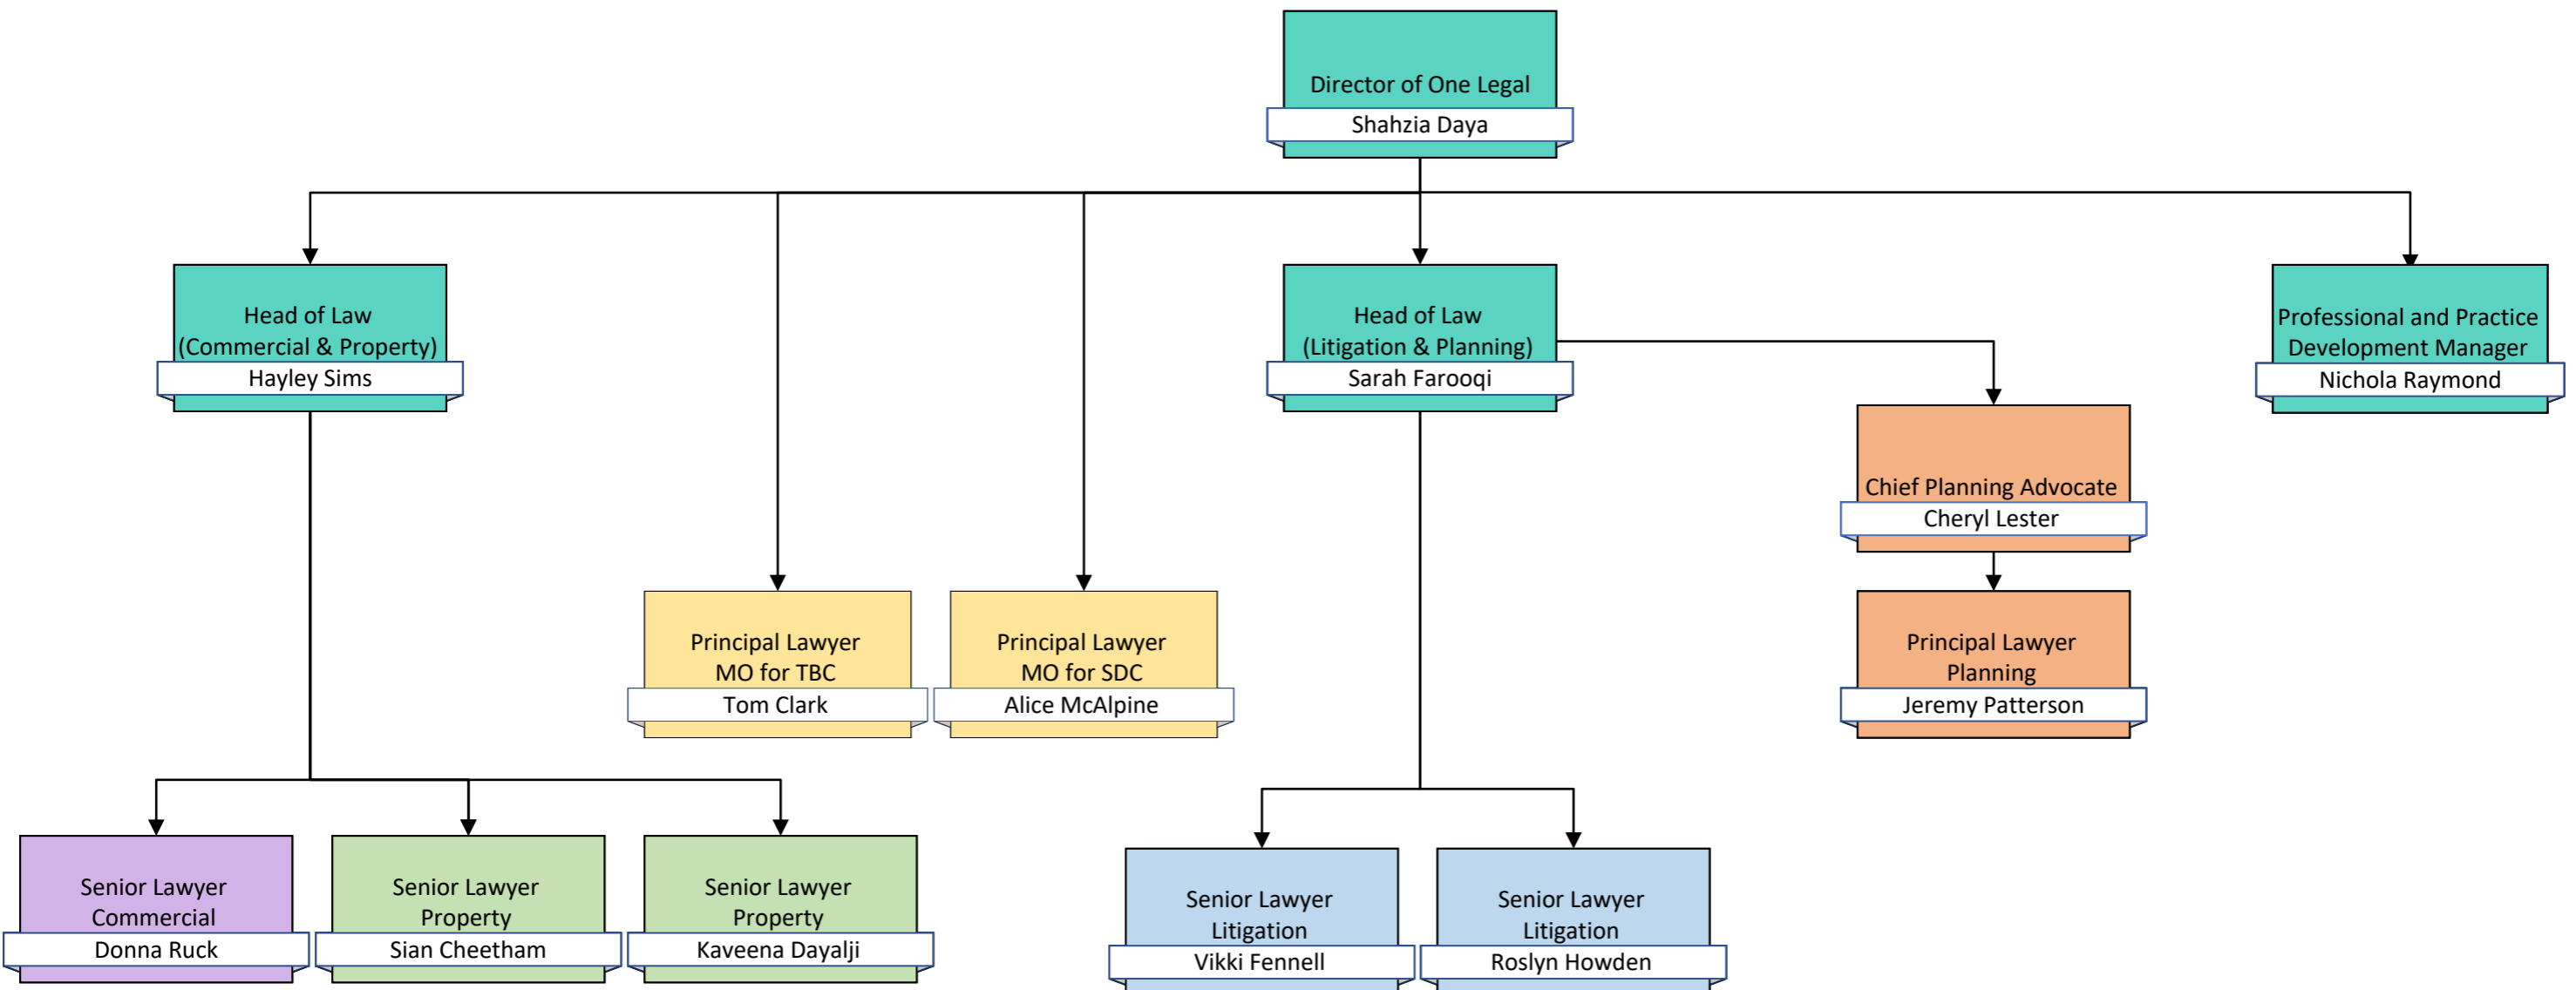 Director of One Legal
Shahzia Daya
Head of Law
(Commercial & Property)
Hayley Sims
Head of Law
(Litigation & Planning)
Sarah Farooqi
Professional and Practice
Development Manager
Nichola Raymond
Chief Planning Advocate
Cheryl Lester
Principal Lawyer
MO for TBC
Tom Clark
Principal Lawyer
MO for SDC
Alice McAlpine
Principal Lawyer
Planning
Jeremy Patterson
Senior Lawyer
Commercial
Donna Ruck
Senior Lawyer
Property
Sian Cheetham
Senior Lawyer
Property
Kaveena Dayalji
Senior Lawyer
Litigation
Vikki Fennell
Senior Lawyer
Litigation
Roslyn Howden